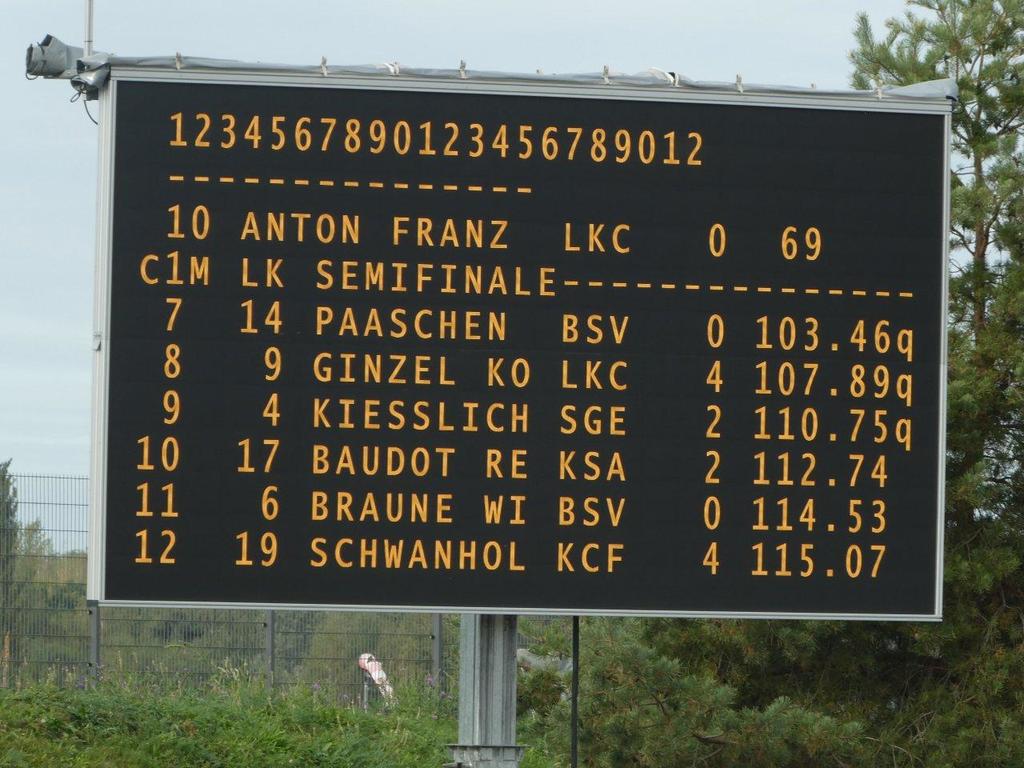 1234567890123456789012
---------------
10 ANTON FRANZ LKC 0 69
C1M LK SEMIFINALE---------------
7 14 PAASCHEN BSV 0 103.46q
8 9 GINZEL KO LKC 4 107.89q
9 4 KIESSLICH SGE 2 110.75q
10 17 BAUDOT RE KSA 2 112.74
11 6 BRAUNE WI BSV 0 114.53
12 19 SCHWANHOL KCF 4 115.07